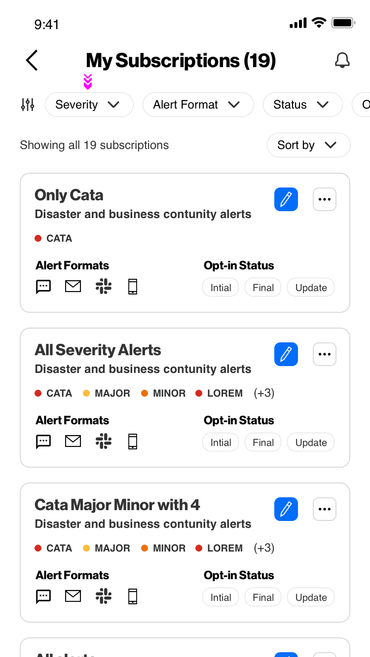 9:41
My Subscriptions (19)
Severity Alert Format Status
Showing all 19 subscriptions Sort by
Only Cata
Disaster and business contunity alerts
CATA
Alert Formats Opt-in Status
Intial Final Update
All Severity Alerts
Disaster and business contunity alerts
CATA MAJOR MINOR LOREM (+3)
Alert Formats Opt-in Status
Intial Final Update
Cata Major Minor with 4
Disaster and business contunity alerts
CATA MAJOR MINOR LOREM (+3)
Alert Formats Opt-in Status
Intial Final Update
All alerts